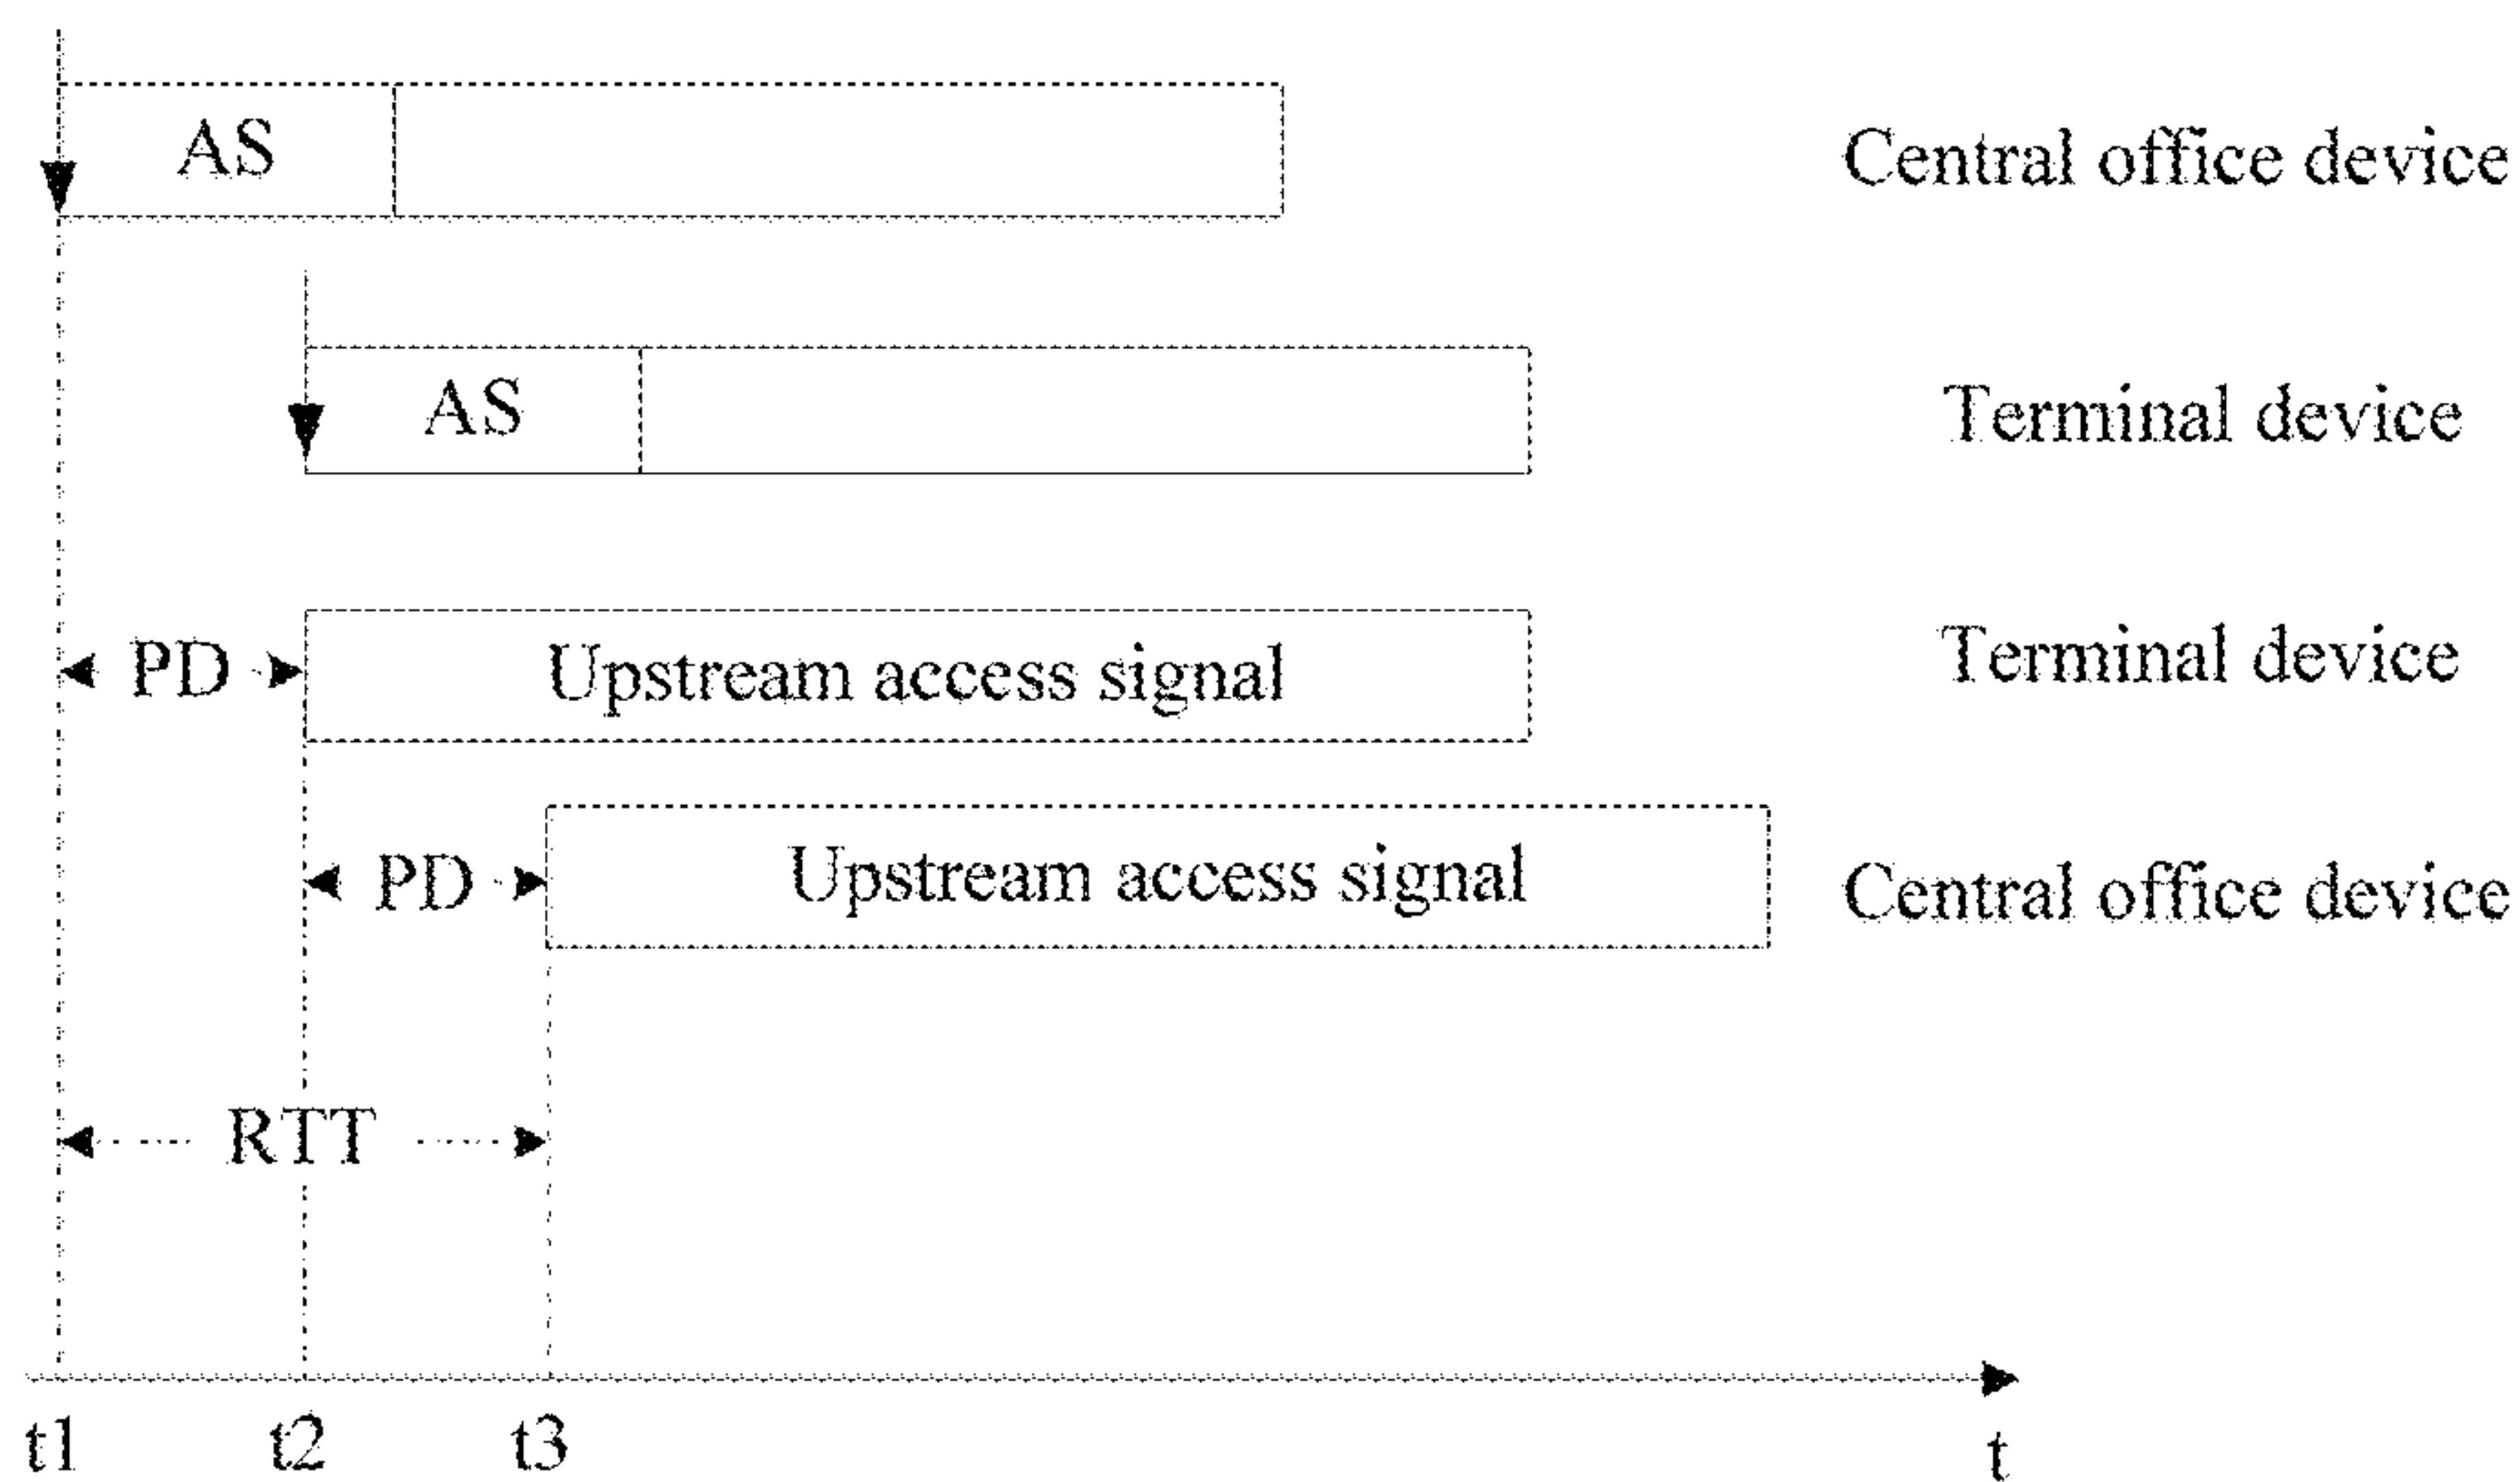 AS
Central office device
AS
Terminal device
PD
Upstream access signal
Terminal device
PD
Upstream access signal
Central office device
RTT
t1
t2
t3
t